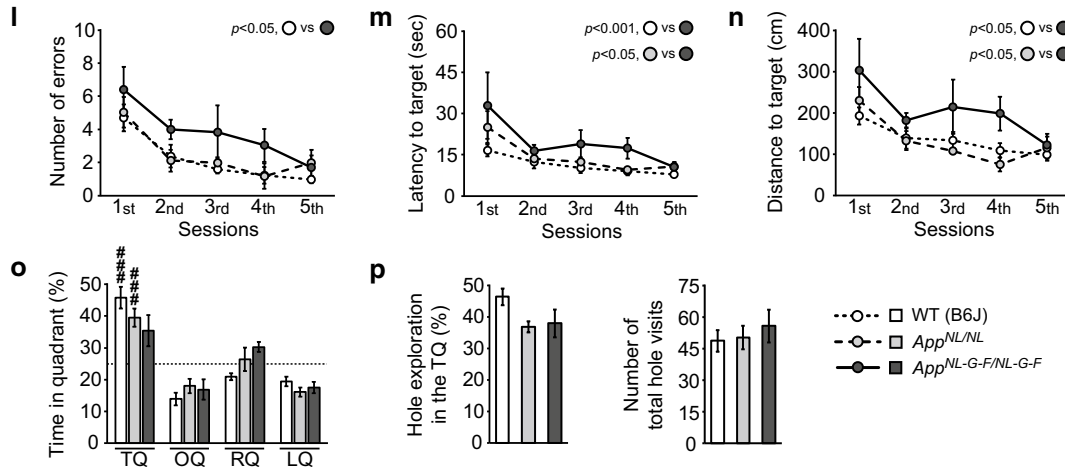 l
p<0.05, vs
Number of errors
10
8
6
4
2
0
1st 2nd 3rd 4th 5th
Sessions
m
p<0.001, vs
p<0.05, vs
Latency to target (sec)
60
45
30
15
0
1st 2nd 3rd 4th 5th
Sessions
n
p<0.05, vs
p<0.05, vs
Distance to target (cm)
400
300
200
100
0
1st 2nd 3rd 4th 5th
Sessions
o
Time in quadrant (%)
50
40
30
20
10
0
###
###
TQ OQ RQ LQ
p
Hole exploration
in the TQ (%)
50
40
30
20
10
0
Number of
total hole visits
75
60
45
30
15
0
WT (B6J)
App^NL/NL
App^NL-G-F/NL-G-F